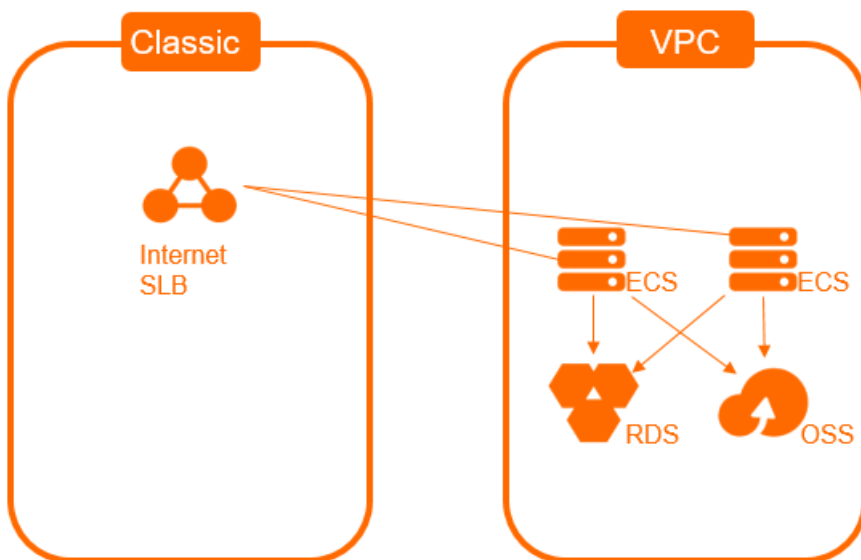 Classic
VPC
Internet
SLB
ECS
ECS
RDS
OSS